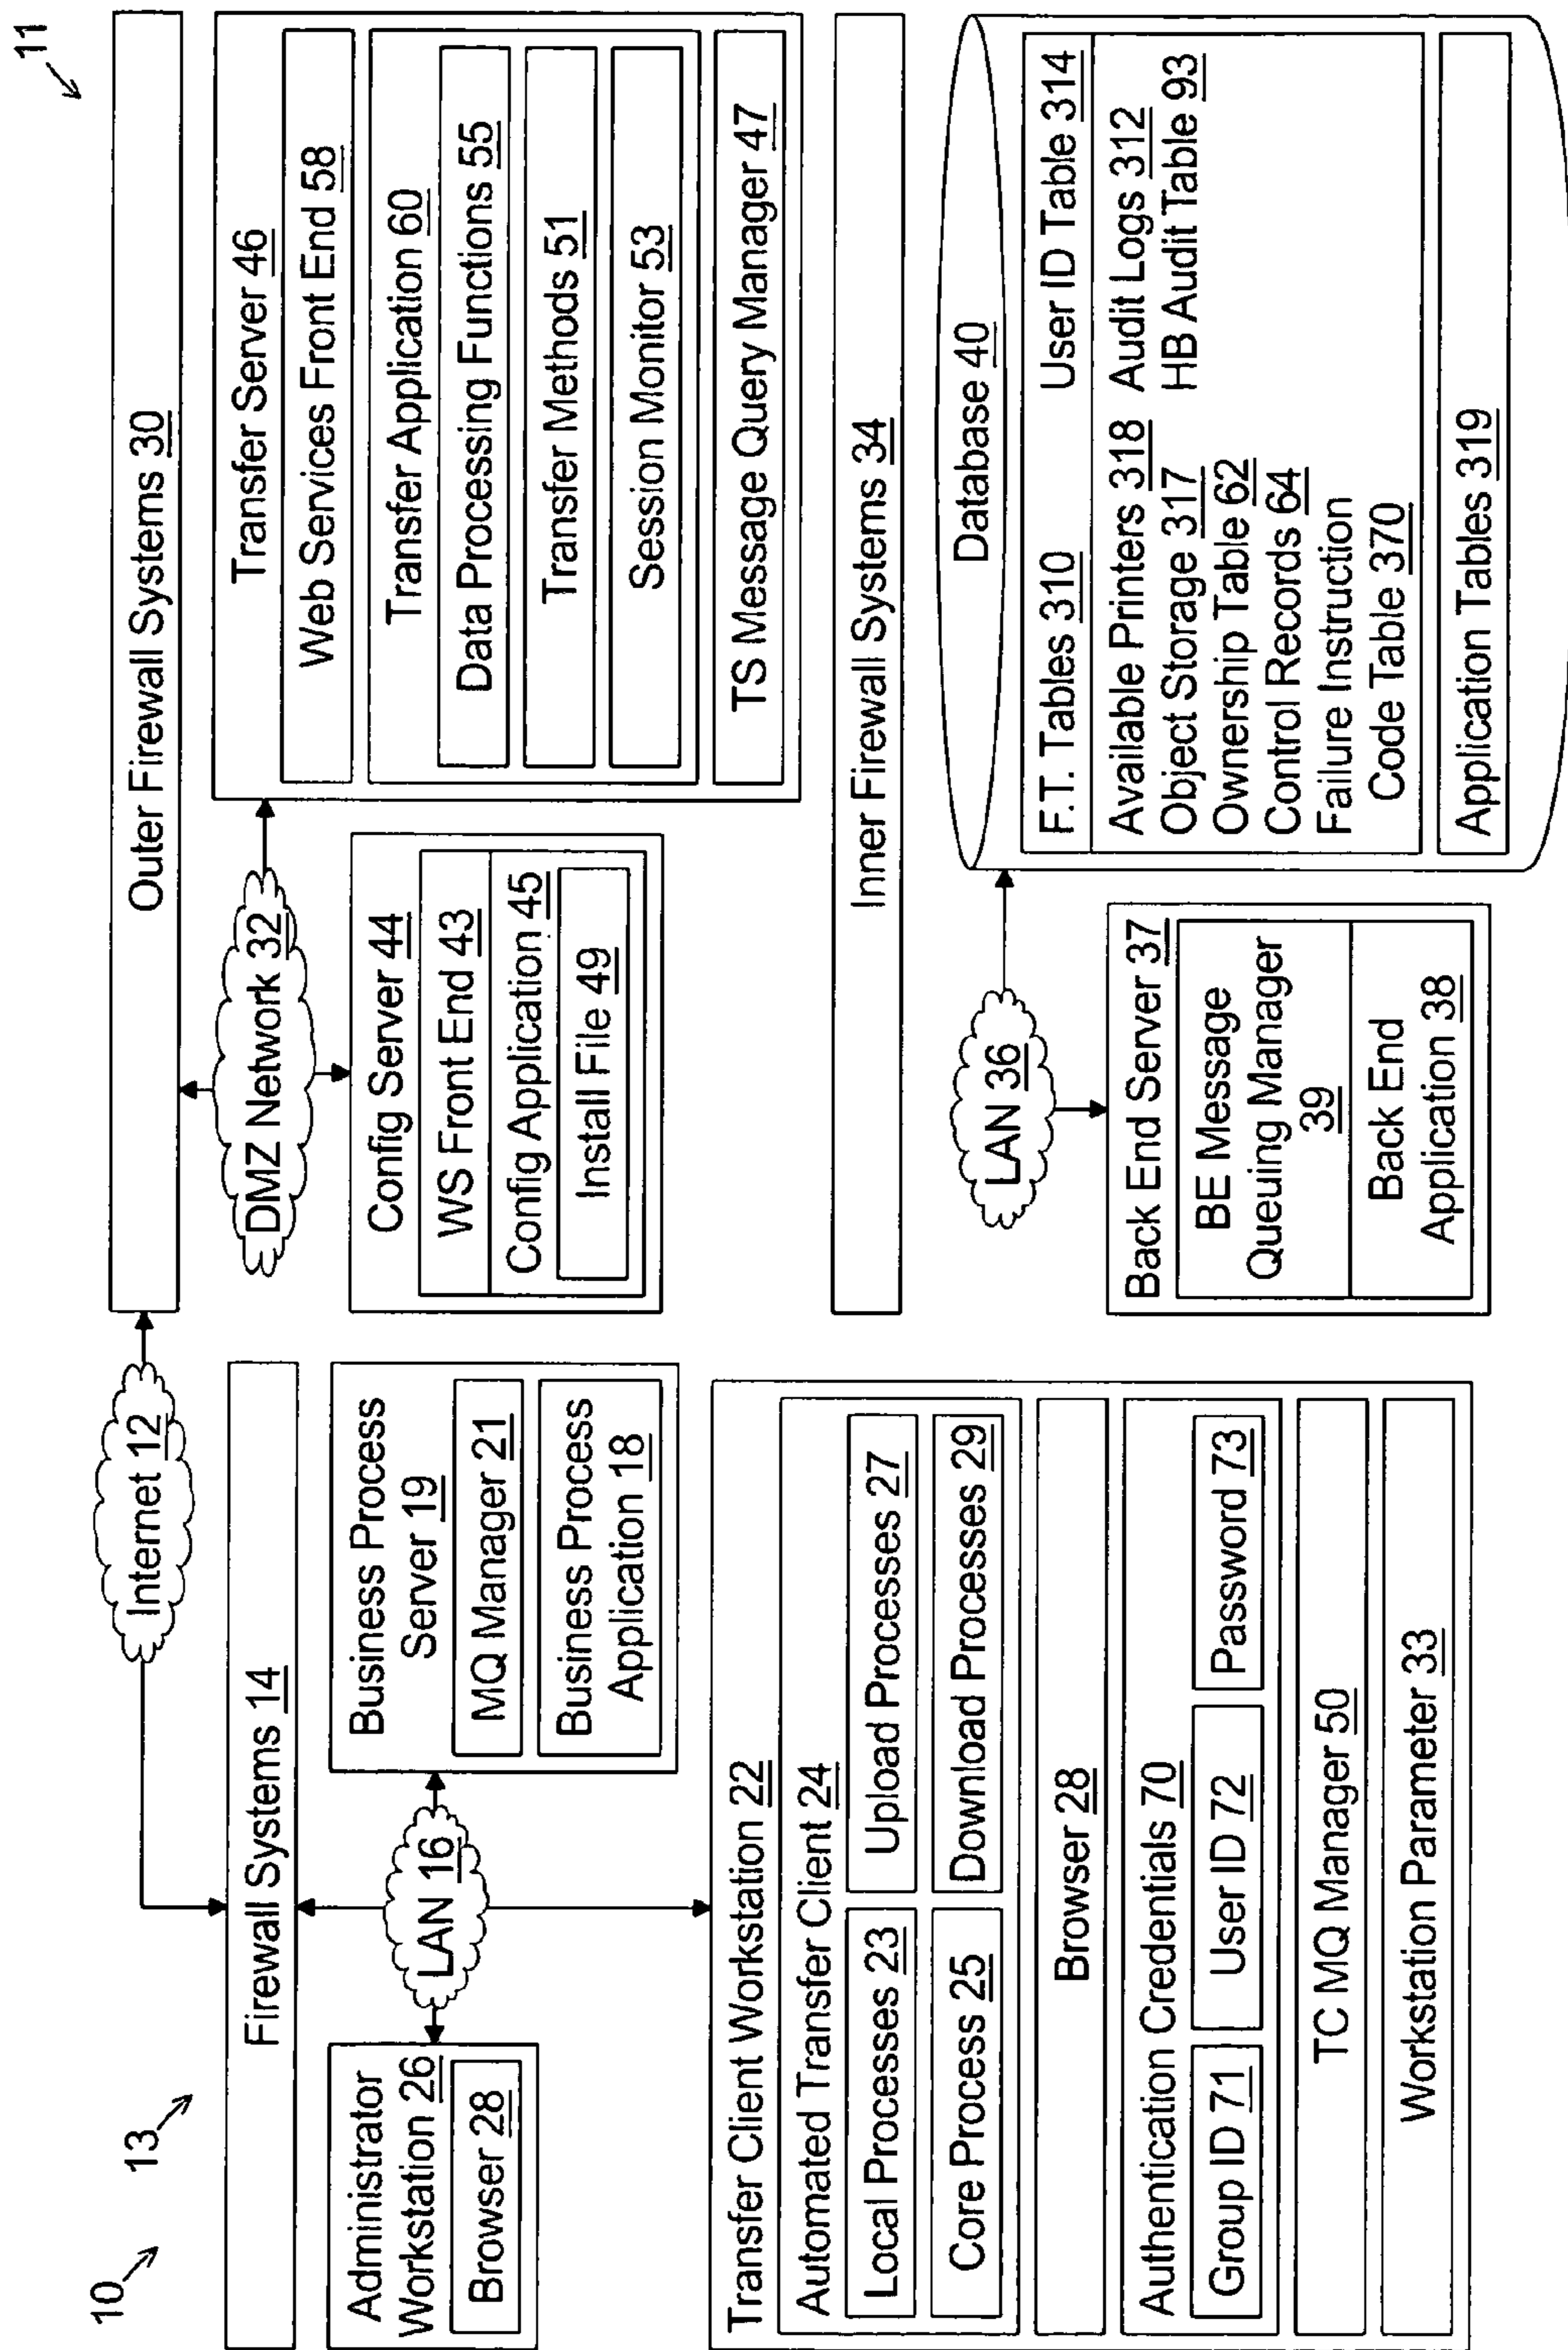 10
13
11
Internet 12
Firewall Systems 14
Administrator
Workstation 26
Browser 28
LAN 16
Business Process
Server 19
MQ Manager 21
Business Process
Application 18
Transfer Client Workstation 22
Automated Transfer Client 24
Local Processes 23
Upload Processes 27
Core Process 25
Download Processes 29
Browser 28
Authentication Credentials 70
Group ID 71
User ID 72
Password 73
TC MQ Manager 50
Workstation Parameter 33
Outer Firewall Systems 30
DMZ Network 32
Config Server 44
WS Front End 43
Config Application 45
Install File 49
Transfer Server 46
Web Services Front End 58
Transfer Application 60
Data Processing Functions 55
Transfer Methods 51
Session Monitor 53
TS Message Query Manager 47
Inner Firewall Systems 34
LAN 36
Back End Server 37
BE Message
Queuing Manager
39
Back End
Application 38
Database 40
F.T. Tables 310
User ID Table 314
Available Printers 318
Audit Logs 312
Object Storage 317
HB Audit Table 93
Ownership Table 62
Control Records 64
Failure Instruction
Code Table 370
Application Tables 319